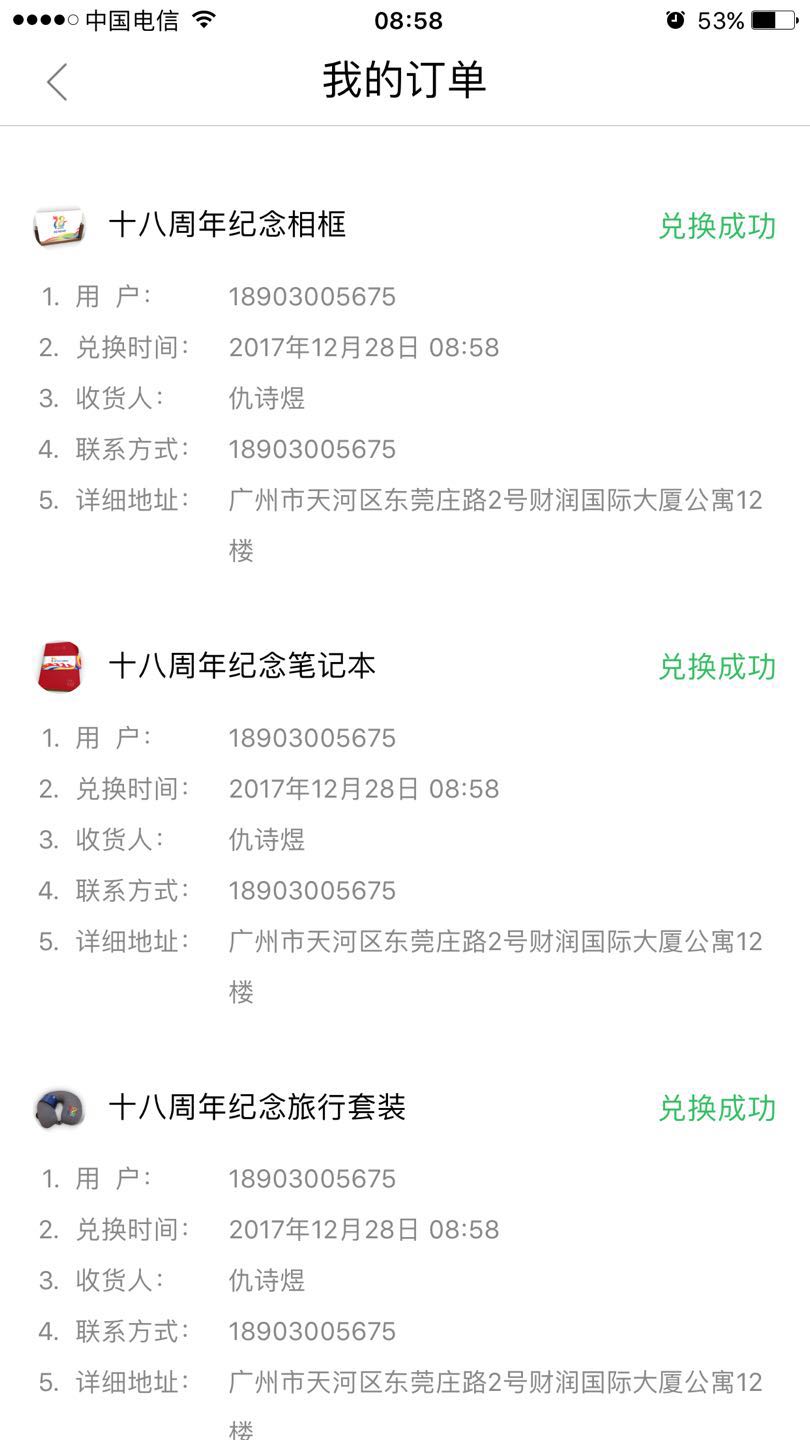 中国电信 08:58 53%
我的订单
十八周年纪念相框 兑换成功
1. 用 户： 18903005675
2. 兑换时间： 2017年12月28日 08:58
3. 收货人： 仇诗煜
4. 联系方式： 18903005675
5. 详细地址： 广州市天河区东莞庄路2号财润国际大厦公寓12
楼
十八周年纪念笔记本 兑换成功
1. 用 户： 18903005675
2. 兑换时间： 2017年12月28日 08:58
3. 收货人： 仇诗煜
4. 联系方式： 18903005675
5. 详细地址： 广州市天河区东莞庄路2号财润国际大厦公寓12
楼
十八周年纪念旅行套装 兑换成功
1. 用 户： 18903005675
2. 兑换时间： 2017年12月28日 08:58
3. 收货人： 仇诗煜
4. 联系方式： 18903005675
5. 详细地址： 广州市天河区东莞庄路2号财润国际大厦公寓12
楼